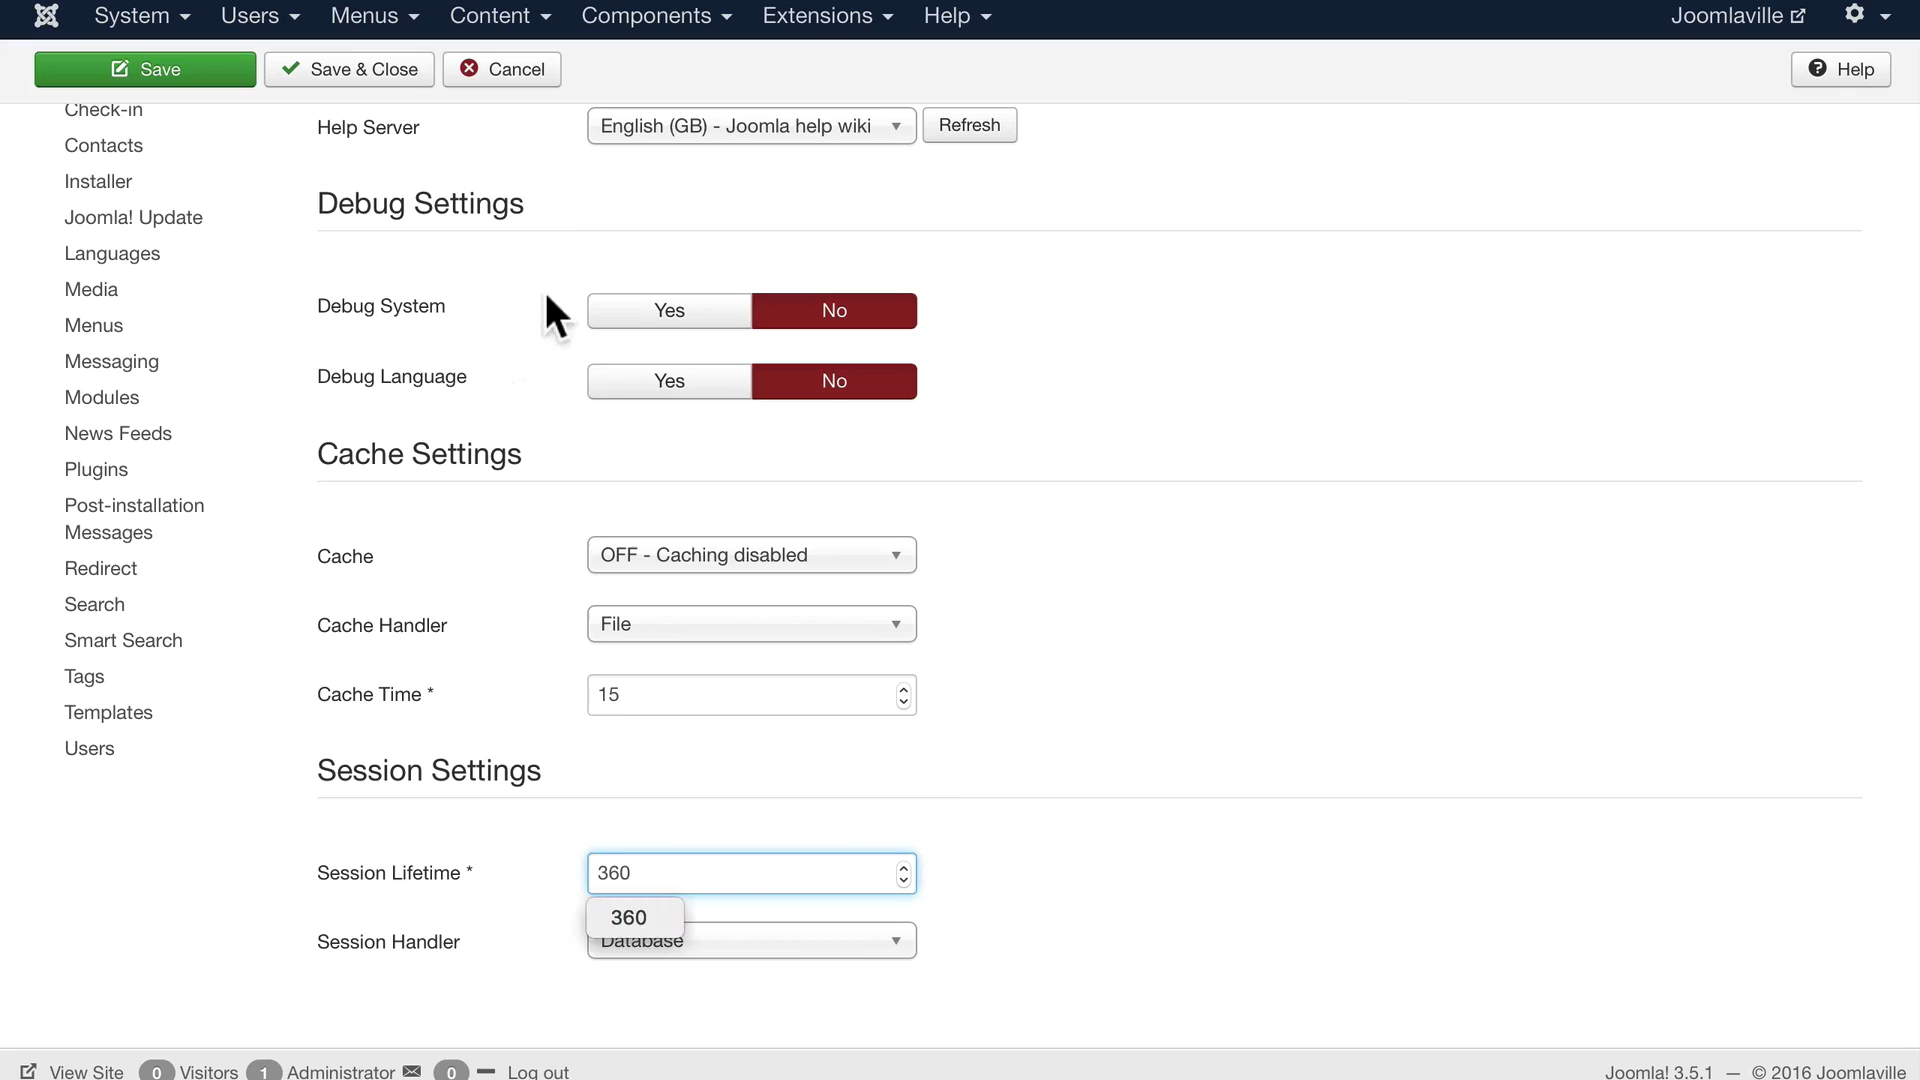 System Users Menus Content Components Extensions Help Joomlaville
Save Save & Close Cancel Help
Check-in
Contacts
Installer
Joomla! Update
Languages
Media
Menus
Messaging
Modules
News Feeds
Plugins
Post-installation
Messages
Redirect
Search
Smart Search
Tags
Templates
Users
Help Server English (GB) - Joomla help wiki Refresh
Debug Settings
Debug System Yes No
Debug Language Yes No
Cache Settings
Cache OFF - Caching disabled
Cache Handler File
Cache Time * 15
Session Settings
Session Lifetime * 360
360
Session Handler Database
View Site 0 Visitors 1 Administrator 0 Log out Joomla! 3.5.1 — © 2016 Joomlaville